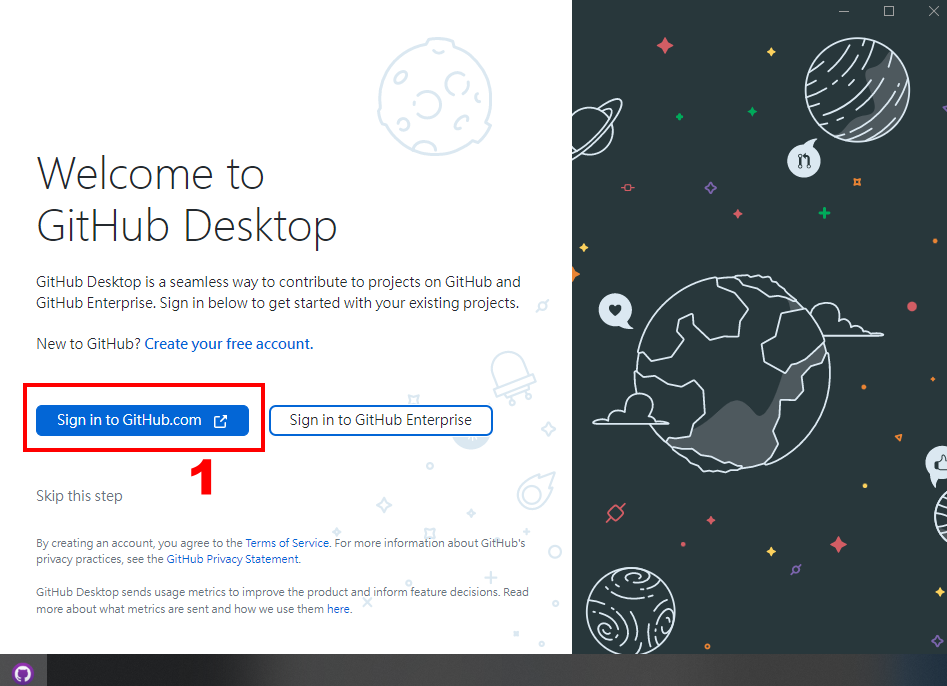 Welcome to
GitHub Desktop
GitHub Desktop is a seamless way to contribute to projects on GitHub and
GitHub Enterprise. Sign in below to get started with your existing projects.
New to GitHub? Create your free account.
Sign in to GitHub.com
Sign in to GitHub Enterprise
1
Skip this step
By creating an account, you agree to the Terms of Service. For more information about GitHub's
privacy practices, see the GitHub Privacy Statement.
GitHub Desktop sends usage metrics to improve the product and inform feature decisions. Read
more about what metrics are sent and how we use them here.